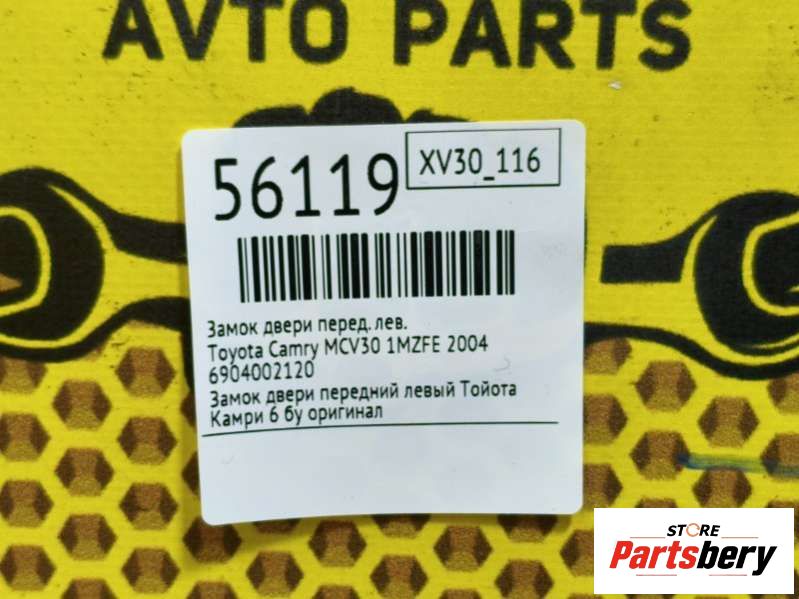 AVTO PARTS
56119
XV30_116
Замок двери перед. лев.
Toyota Camry MCV30 1MZFE 2004
6904002120
Замок двери передний левый Тойота
Камри 6 бу оригинал
STORE
Partsbery